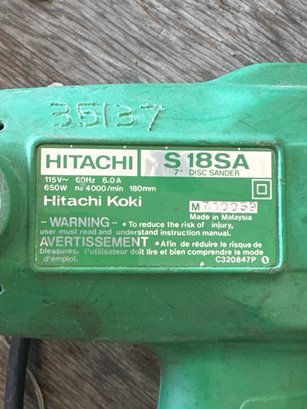 35137
HITACHI S18SA
7" DISC SANDER
115V~ 60Hz 6.0A
650W no 4000/min 180mm
Hitachi Koki
M
Made in Malaysia
- WARNING - • To reduce the risk of injury,
user must read and understand instruction manual.
AVERTISSEMENT • Afin de réduire le risque de
blessures, l'utilisateur doit lire et bien comprendre le mode
d'emploi.
C320847P